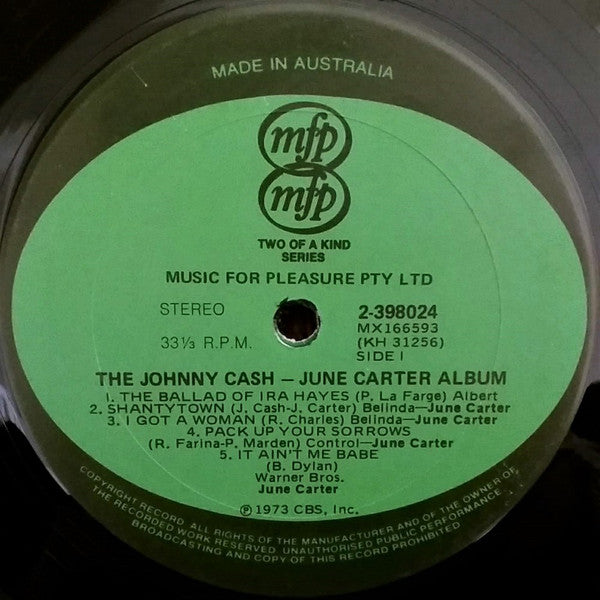 MADE IN AUSTRALIA
mfp
mfp
TWO OF A KIND
SERIES
MUSIC FOR PLEASURE PTY LTD
STEREO
2-398024
MX166593
33⅓ R.P.M.
(KH 31256)
SIDE I
THE JOHNNY CASH – JUNE CARTER ALBUM
1. THE BALLAD OF IRA HAYES (P. La Farge) Albert
2. SHANTYTOWN (J. Cash-J. Carter) Belinda—June Carter
3. I GOT A WOMAN (R. Charles) Belinda—June Carter
4. PACK UP YOUR SORROWS
(R. Farina-P. Marden) Control—June Carter
5. IT AIN'T ME BABE
(B. Dylan)
Warner Bros.
June Carter
℗ 1973 CBS, Inc.
COPYRIGHT RECORD. ALL RIGHTS OF THE MANUFACTURER AND OF THE OWNER OF
THE RECORDED WORK RESERVED. UNAUTHORISED PUBLIC PERFORMANCE
BROADCASTING AND COPY OF THIS RECORD PROHIBITED